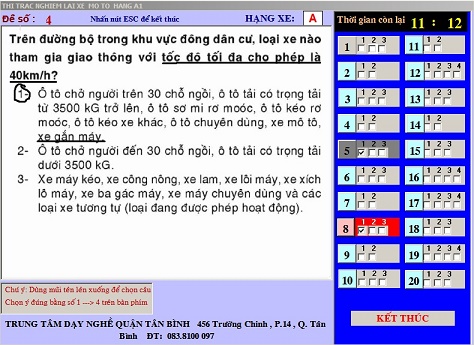 THI TRAC NGHIEM LAI XE MO TO HANG A1
Đề số: 4 Nhấn nút ESC để kết thúc HẠNG XE: A
Trên đường bộ trong khu vực đông dân cư, loại xe nào
tham gia giao thông với tốc độ tối đa cho phép là
40km/h?
1- Ô tô chở người trên 30 chỗ ngồi, ô tô tải có trọng tải
từ 3500 kG trở lên, ô tô sơ mi rơ moóc, ô tô kéo rơ
moóc, ô tô kéo xe khác, ô tô chuyên dùng, xe mô tô,
xe gắn máy.
2- Ô tô chở người đến 30 chỗ ngồi, ô tô tải có trọng tải
dưới 3500 kG.
3- Xe máy kéo, xe công nông, xe lam, xe lôi máy, xe xích
lô máy, xe ba gác máy, xe máy chuyên dùng và các
loại xe tương tự (loại đang được phép hoạt động).
Chú ý: Dùng mũi tên lên xuống để chọn câu
Chọn ý đúng bằng số 1 ---> 4 trên bàn phím
TRUNG TÂM DẠY NGHỀ QUẬN TÂN BÌNH 456 Trường Chinh , P.14 , Q. Tân
Bình ĐT: 083.8100 097
Thời gian còn lại 11 : 12
1 1 2 3
2 1 2
3 1 2 3
4 1 2
5 1 2 3
6 1 2 3
7 1 2
8 1 2 3
9 1 2 3
10 1 2 3
11 1 2
12 1 2 3 4
13 1 2 3
14 1 2
15 1 2 3
16 1 2 3 4
17 1 2 3
18 1 2 3 4
19 1 2 3 4
20 1 2 3 4
KẾT THÚC